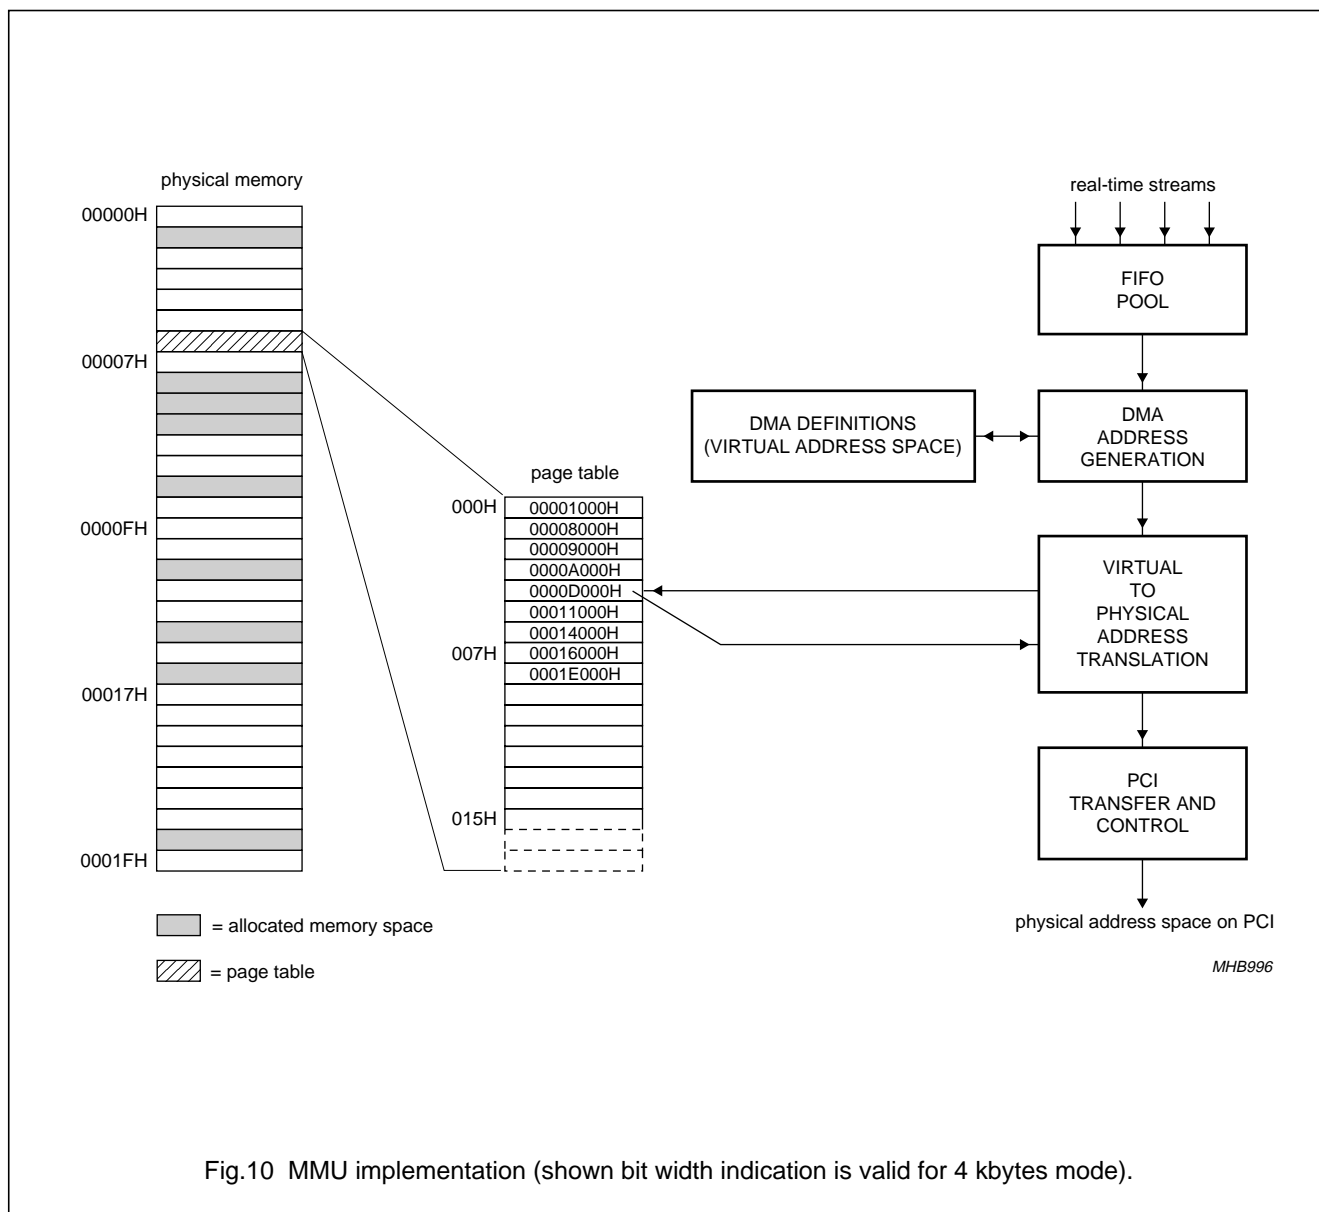 physical memory
00000H
00007H
0000FH
00017H
0001FH
= allocated memory space
= page table
page table
000H
007H
015H
00001000H
00008000H
00009000H
0000A000H
0000D000H
00011000H
00014000H
00016000H
0001E000H
real-time streams
FIFO
POOL
DMA DEFINITIONS
(VIRTUAL ADDRESS SPACE)
DMA
ADDRESS
GENERATION
VIRTUAL
TO
PHYSICAL
ADDRESS
TRANSLATION
PCI
TRANSFER AND
CONTROL
physical address space on PCI
MHB996
Fig.10 MMU implementation (shown bit width indication is valid for 4 kbytes mode).